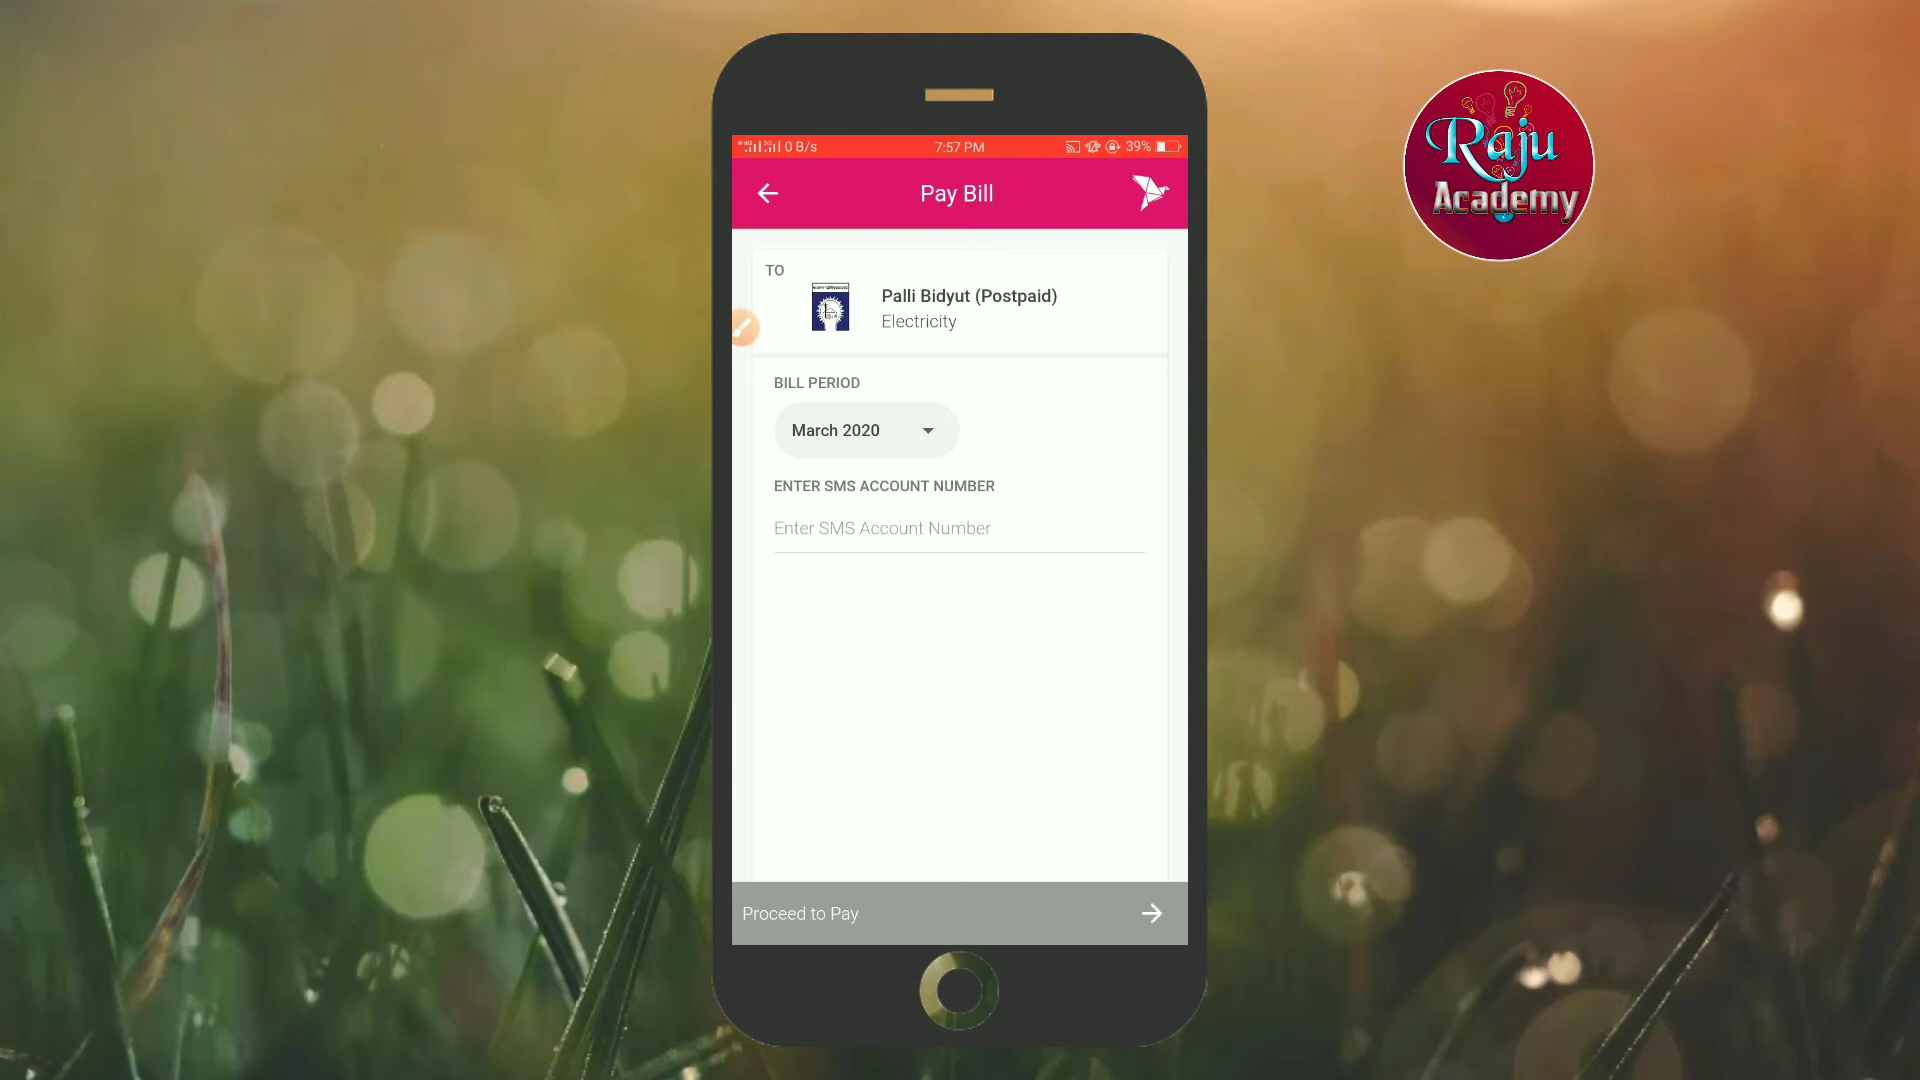 Raju
Academy
0 B/s
7:57 PM
39%
Pay Bill
TO
Palli Bidyut (Postpaid)
Electricity
BILL PERIOD
March 2020
ENTER SMS ACCOUNT NUMBER
Enter SMS Account Number
Proceed to Pay